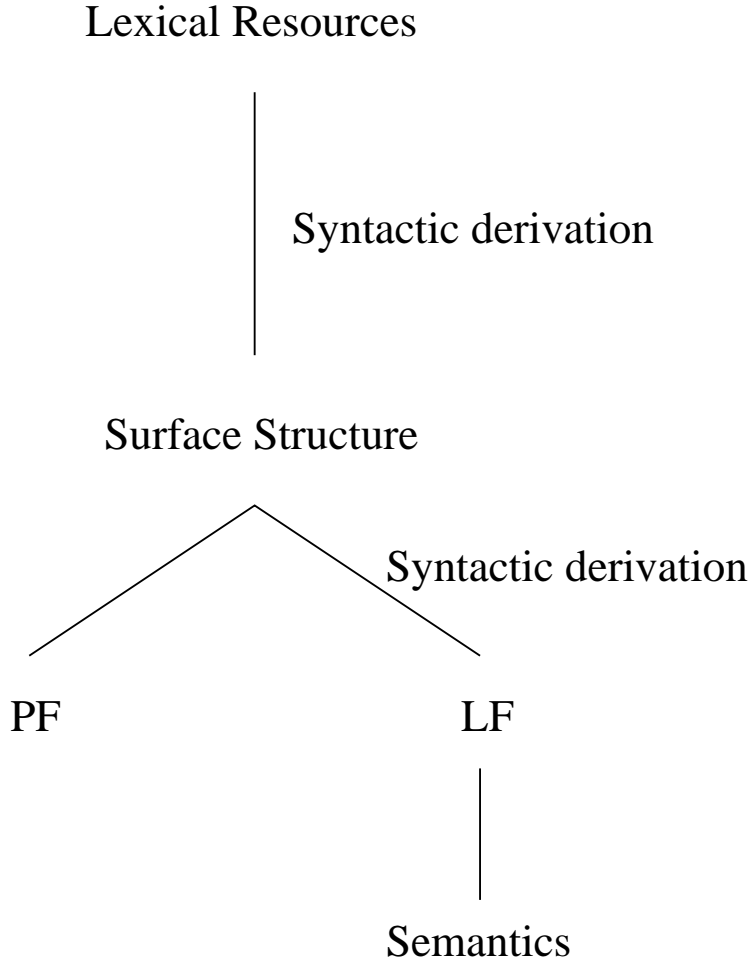 Lexical Resources
Syntactic derivation
Surface Structure
Syntactic derivation
PF
LF
Semantics